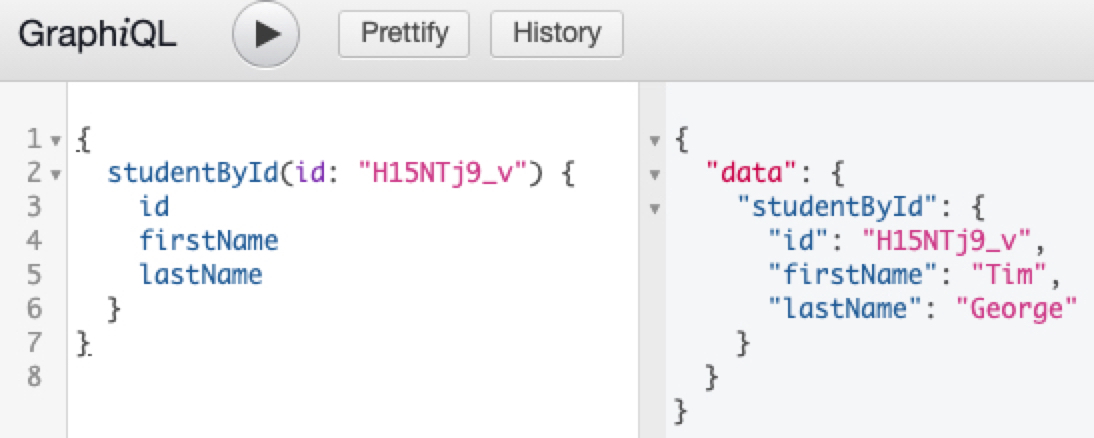 GraphiQL Prettify History
1 {
2 studentById(id: "H15NTj9_v") {
3 id
4 firstName
5 lastName
6 }
7 }
8
{
"data": {
"studentById": {
"id": "H15NTj9_v",
"firstName": "Tim",
"lastName": "George"
}
}
}